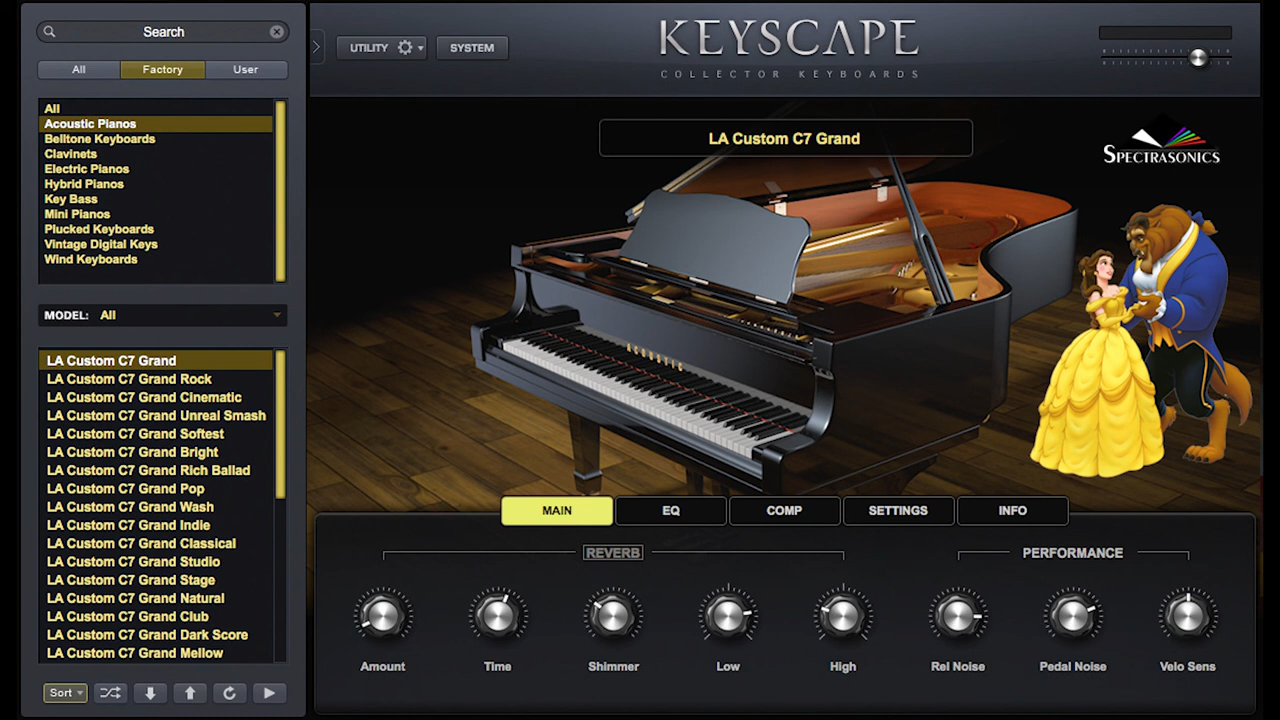 Search
All
Factory
User
All
Acoustic Pianos
Belltone Keyboards
Clavinets
Electric Pianos
Hybrid Pianos
Key Bass
Mini Pianos
Plucked Keyboards
Vintage Digital Keys
Wind Keyboards
MODEL: All
LA Custom C7 Grand
LA Custom C7 Grand Rock
LA Custom C7 Grand Cinematic
LA Custom C7 Grand Unreal Smash
LA Custom C7 Grand Softest
LA Custom C7 Grand Bright
LA Custom C7 Grand Rich Ballad
LA Custom C7 Grand Pop
LA Custom C7 Grand Wash
LA Custom C7 Grand Indie
LA Custom C7 Grand Classical
LA Custom C7 Grand Studio
LA Custom C7 Grand Stage
LA Custom C7 Grand Natural
LA Custom C7 Grand Club
LA Custom C7 Grand Dark Score
LA Custom C7 Grand Mellow
Sort
UTILITY
SYSTEM
KEYSCAPE
COLLECTOR KEYBOARDS
LA Custom C7 Grand
SPECTRASONICS
MAIN
EQ
COMP
SETTINGS
INFO
REVERB
PERFORMANCE
Amount
Time
Shimmer
Low
High
Rel Noise
Pedal Noise
Velo Sens